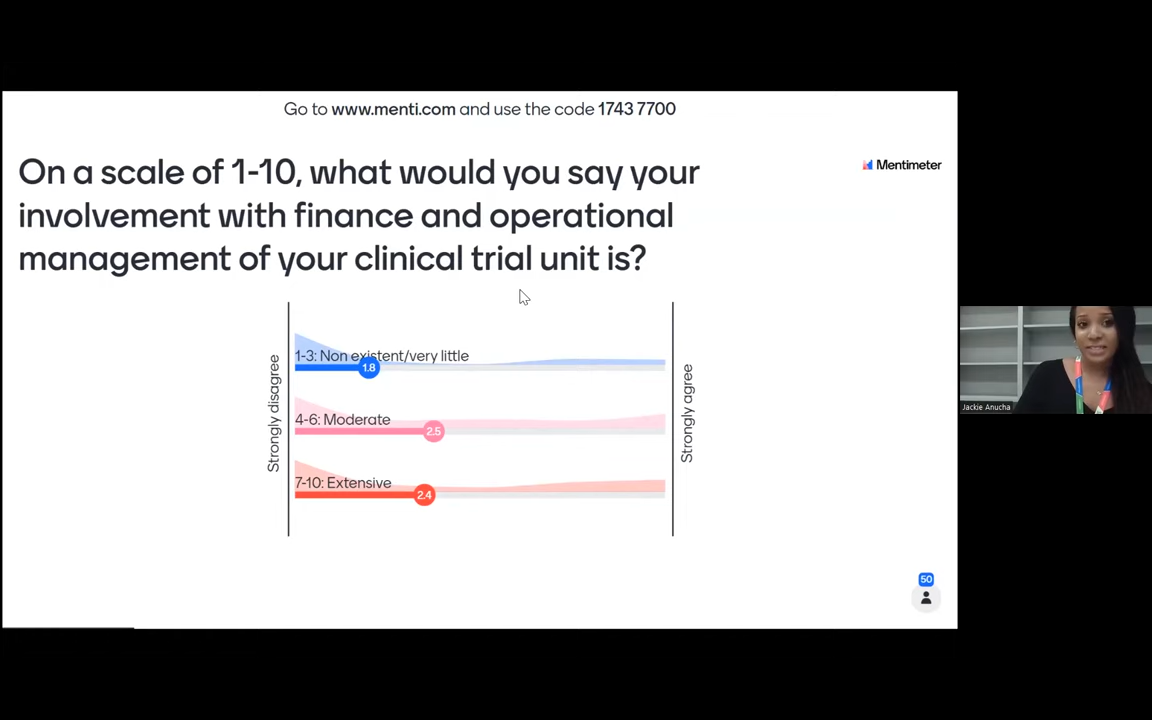 Go to www.menti.com and use the code 1743 7700
Mentimeter
On a scale of 1-10, what would you say your
involvement with finance and operational
management of your clinical trial unit is?
Strongly disagree
1-3: Non existent/very little
1.8
4-6: Moderate
2.5
7-10: Extensive
2.4
Strongly agree
50
Jackie Anucha